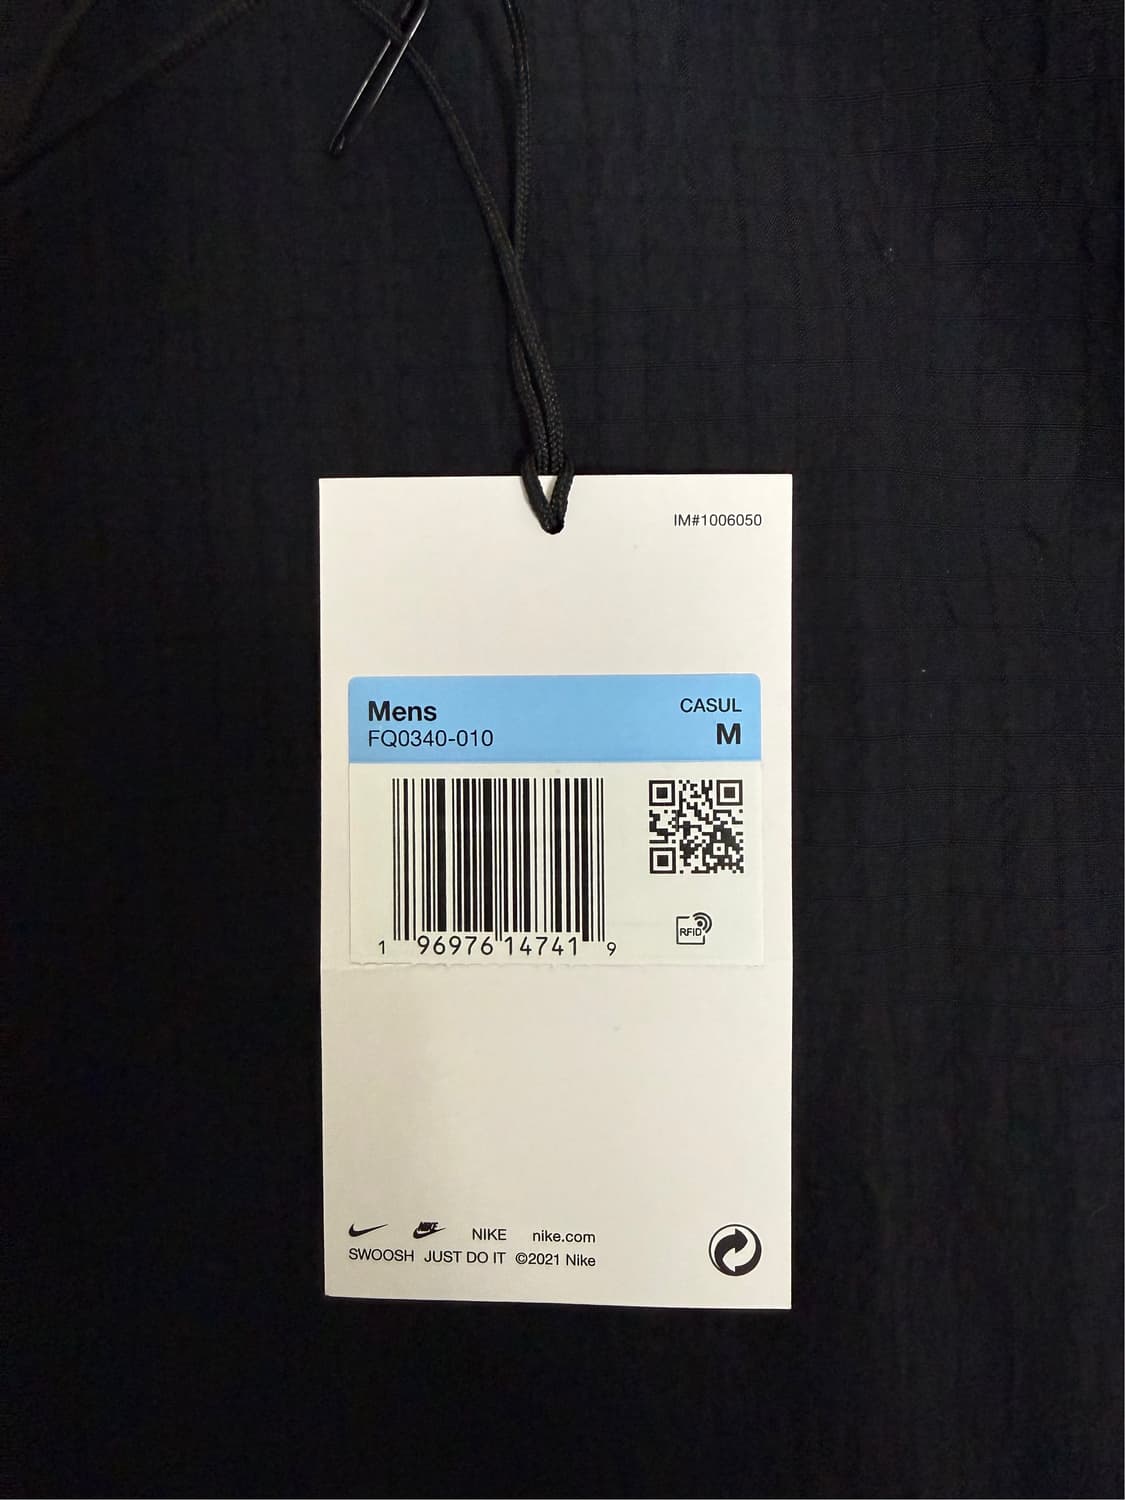 IM#1006050
Mens CASUL
FQ0340-010 M
1 96976 14741 9
RFID
NIKE NIKE nike.com
SWOOSH JUST DO IT ©2021 Nike